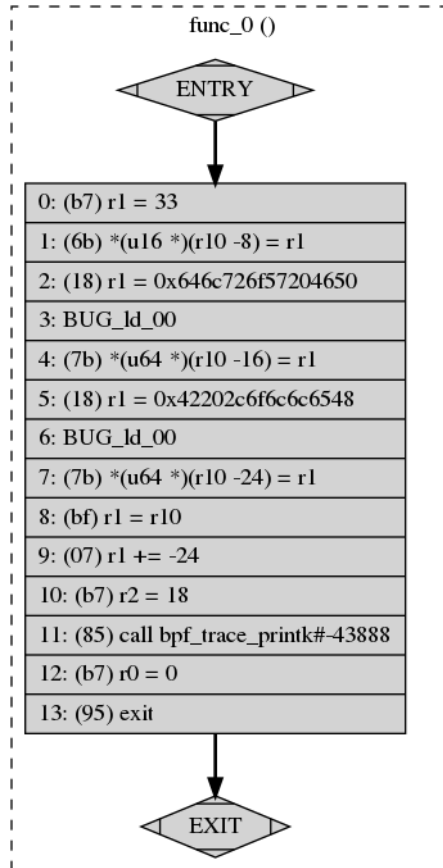 func_0 ()
ENTRY
0: (b7) r1 = 33
1: (6b) *(u16 *)(r10 -8) = r1
2: (18) r1 = 0x646c726f57204650
3: BUG_ld_00
4: (7b) *(u64 *)(r10 -16) = r1
5: (18) r1 = 0x42202c6f6c6c6548
6: BUG_ld_00
7: (7b) *(u64 *)(r10 -24) = r1
8: (bf) r1 = r10
9: (07) r1 += -24
10: (b7) r2 = 18
11: (85) call bpf_trace_printk#-43888
12: (b7) r0 = 0
13: (95) exit
EXIT